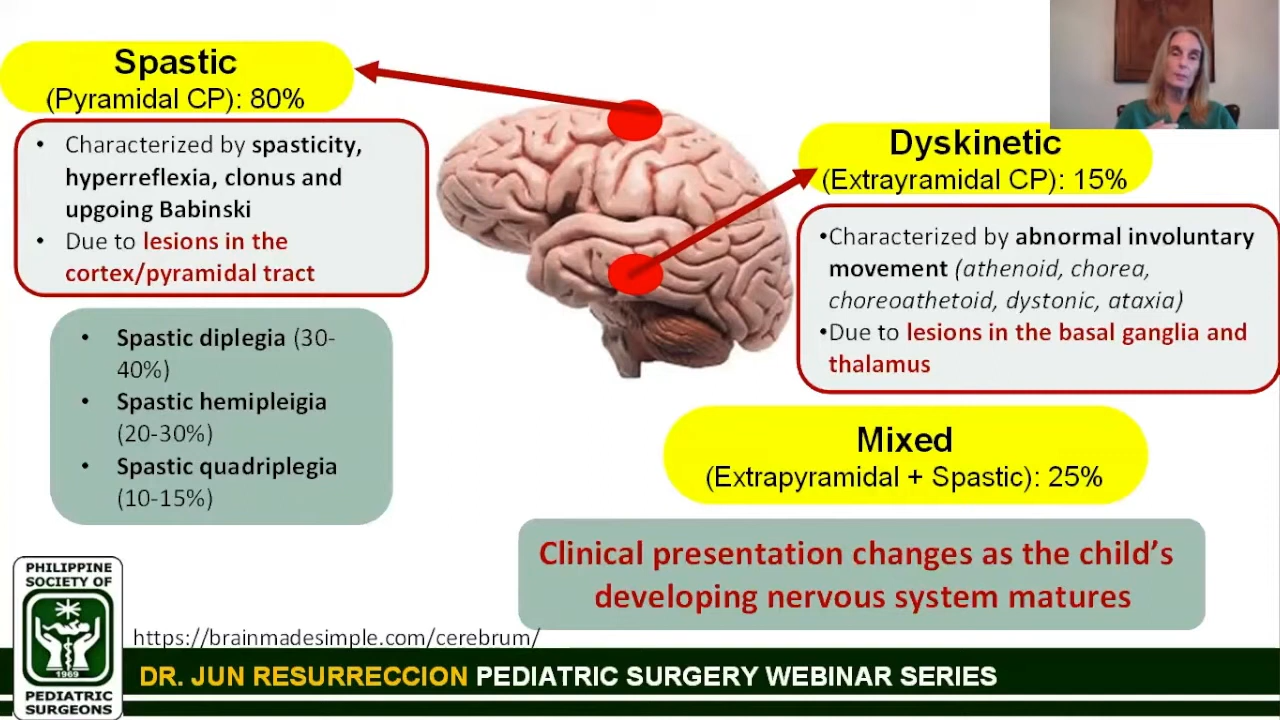 Spastic
(Pyramidal CP): 80%
• Characterized by spasticity,
hyperreflexia, clonus and
upgoing Babinski
• Due to lesions in the
cortex/pyramidal tract
• Spastic diplegia (30-
40%)
• Spastic hemipleigia
(20-30%)
• Spastic quadriplegia
(10-15%)
Dyskinetic
(Extrayramidal CP): 15%
•Characterized by abnormal involuntary
movement (athenoid, chorea,
choreoathetoid, dystonic, ataxia)
•Due to lesions in the basal ganglia and
thalamus
Mixed
(Extrapyramidal + Spastic): 25%
Clinical presentation changes as the child's
developing nervous system matures
PHILIPPINE
SOCIETY OF
1969
PEDIATRIC
SURGEONS
https://brainmadesimple.com/cerebrum/
DR. JUN RESURRECCION PEDIATRIC SURGERY WEBINAR SERIES